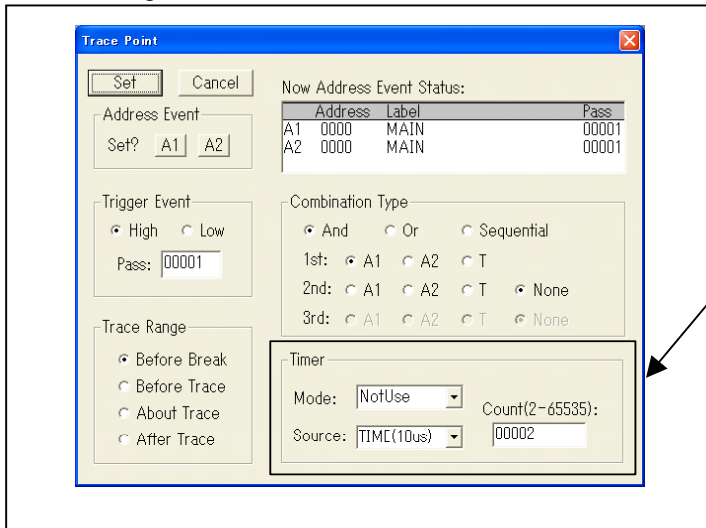 Trace Point
Set Cancel
Now Address Event Status:
Address Label Pass
A1 0000 MAIN 00001
A2 0000 MAIN 00001
Address Event
Set? A1 A2
Trigger Event
High Low
Pass: 00001
Combination Type
And Or Sequential
1st: A1 A2 T
2nd: A1 A2 T None
3rd: A1 A2 T None
Trace Range
Before Break
Before Trace
About Trace
After Trace
Timer
Mode: NotUse
Count(2-65535):
Source: TIME(10us) 00002